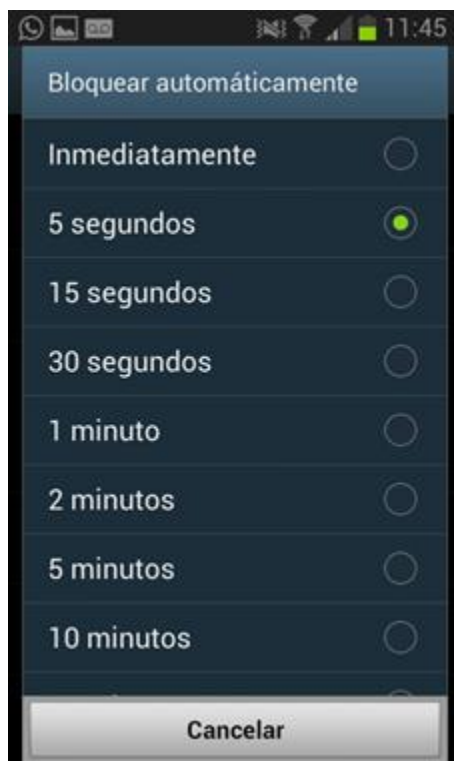 11:45
Bloquear automáticamente
Inmediatamente
5 segundos
15 segundos
30 segundos
1 minuto
2 minutos
5 minutos
10 minutos
Cancelar